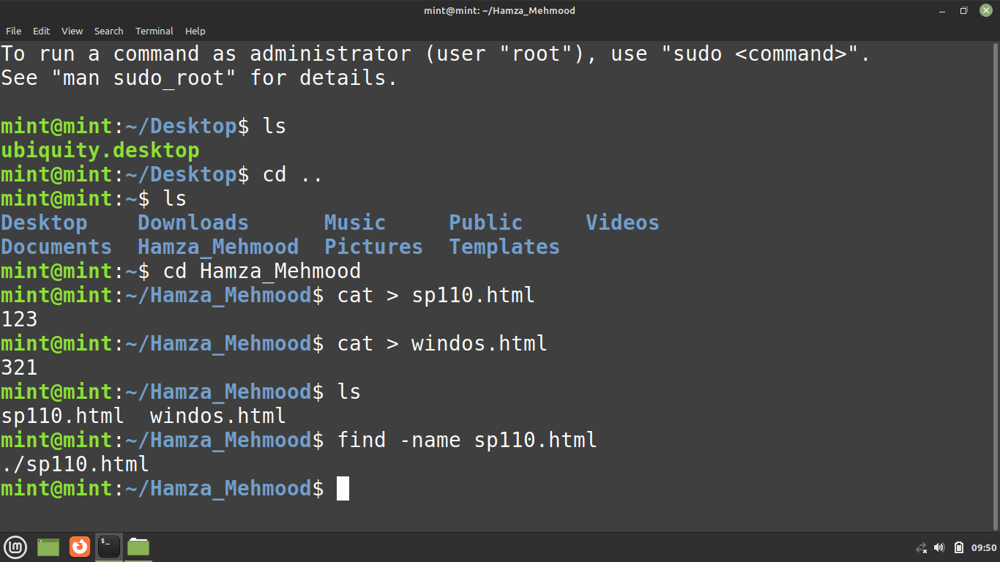 mint@mint: ~/Hamza_Mehmood
File Edit View Search Terminal Help
To run a command as administrator (user "root"), use "sudo <command>".
See "man sudo_root" for details.
mint@mint:~/Desktop$ ls
ubiquity.desktop
mint@mint:~/Desktop$ cd ..
mint@mint:~$ ls
Desktop    Downloads      Music     Public     Videos
Documents  Hamza_Mehmood  Pictures  Templates
mint@mint:~$ cd Hamza_Mehmood
mint@mint:~/Hamza_Mehmood$ cat > sp110.html
123
mint@mint:~/Hamza_Mehmood$ cat > windos.html
321
mint@mint:~/Hamza_Mehmood$ ls
sp110.html  windos.html
mint@mint:~/Hamza_Mehmood$ find -name sp110.html
./sp110.html
mint@mint:~/Hamza_Mehmood$
$_
09:50